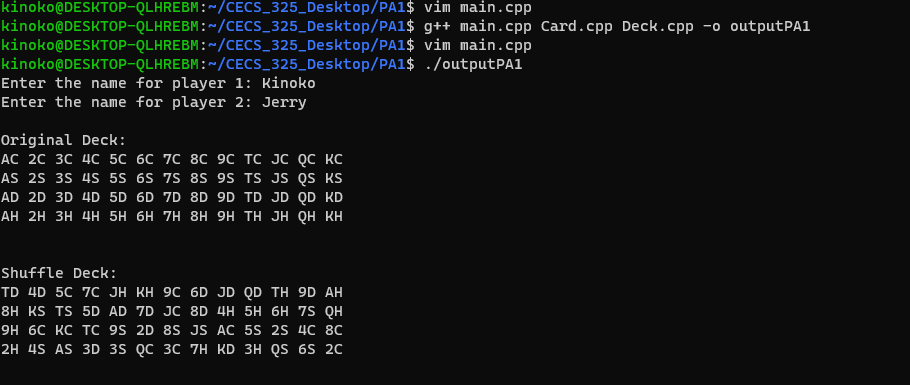 kinoko@DESKTOP-QLHREBM:~/CECS_325_Desktop/PA1$ vim main.cpp
kinoko@DESKTOP-QLHREBM:~/CECS_325_Desktop/PA1$ g++ main.cpp Card.cpp Deck.cpp -o outputPA1
kinoko@DESKTOP-QLHREBM:~/CECS_325_Desktop/PA1$ vim main.cpp
kinoko@DESKTOP-QLHREBM:~/CECS_325_Desktop/PA1$ ./outputPA1
Enter the name for player 1: Kinoko
Enter the name for player 2: Jerry
Original Deck:
AC 2C 3C 4C 5C 6C 7C 8C 9C TC JC QC KC
AS 2S 3S 4S 5S 6S 7S 8S 9S TS JS QS KS
AD 2D 3D 4D 5D 6D 7D 8D 9D TD JD QD KD
AH 2H 3H 4H 5H 6H 7H 8H 9H TH JH QH KH
Shuffle Deck:
TD 4D 5C 7C JH KH 9C 6D JD QD TH 9D AH
8H KS TS 5D AD 7D JC 8D 4H 5H 6H 7S QH
9H 6C KC TC 9S 2D 8S JS AC 5S 2S 4C 8C
2H 4S AS 3D 3S QC 3C 7H KD 3H QS 6S 2C